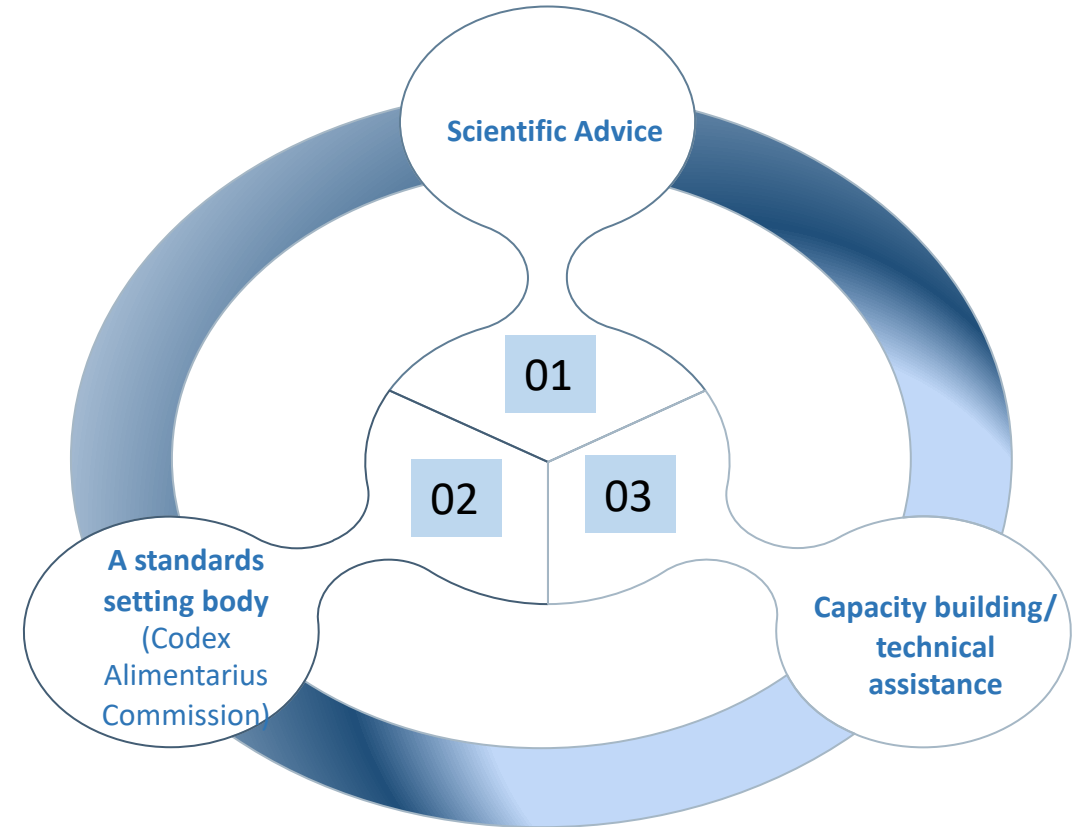 Scientific Advice
01
02
03
A standards
setting body
(Codex
Alimentarius
Commission)
Capacity building/
technical
assistance